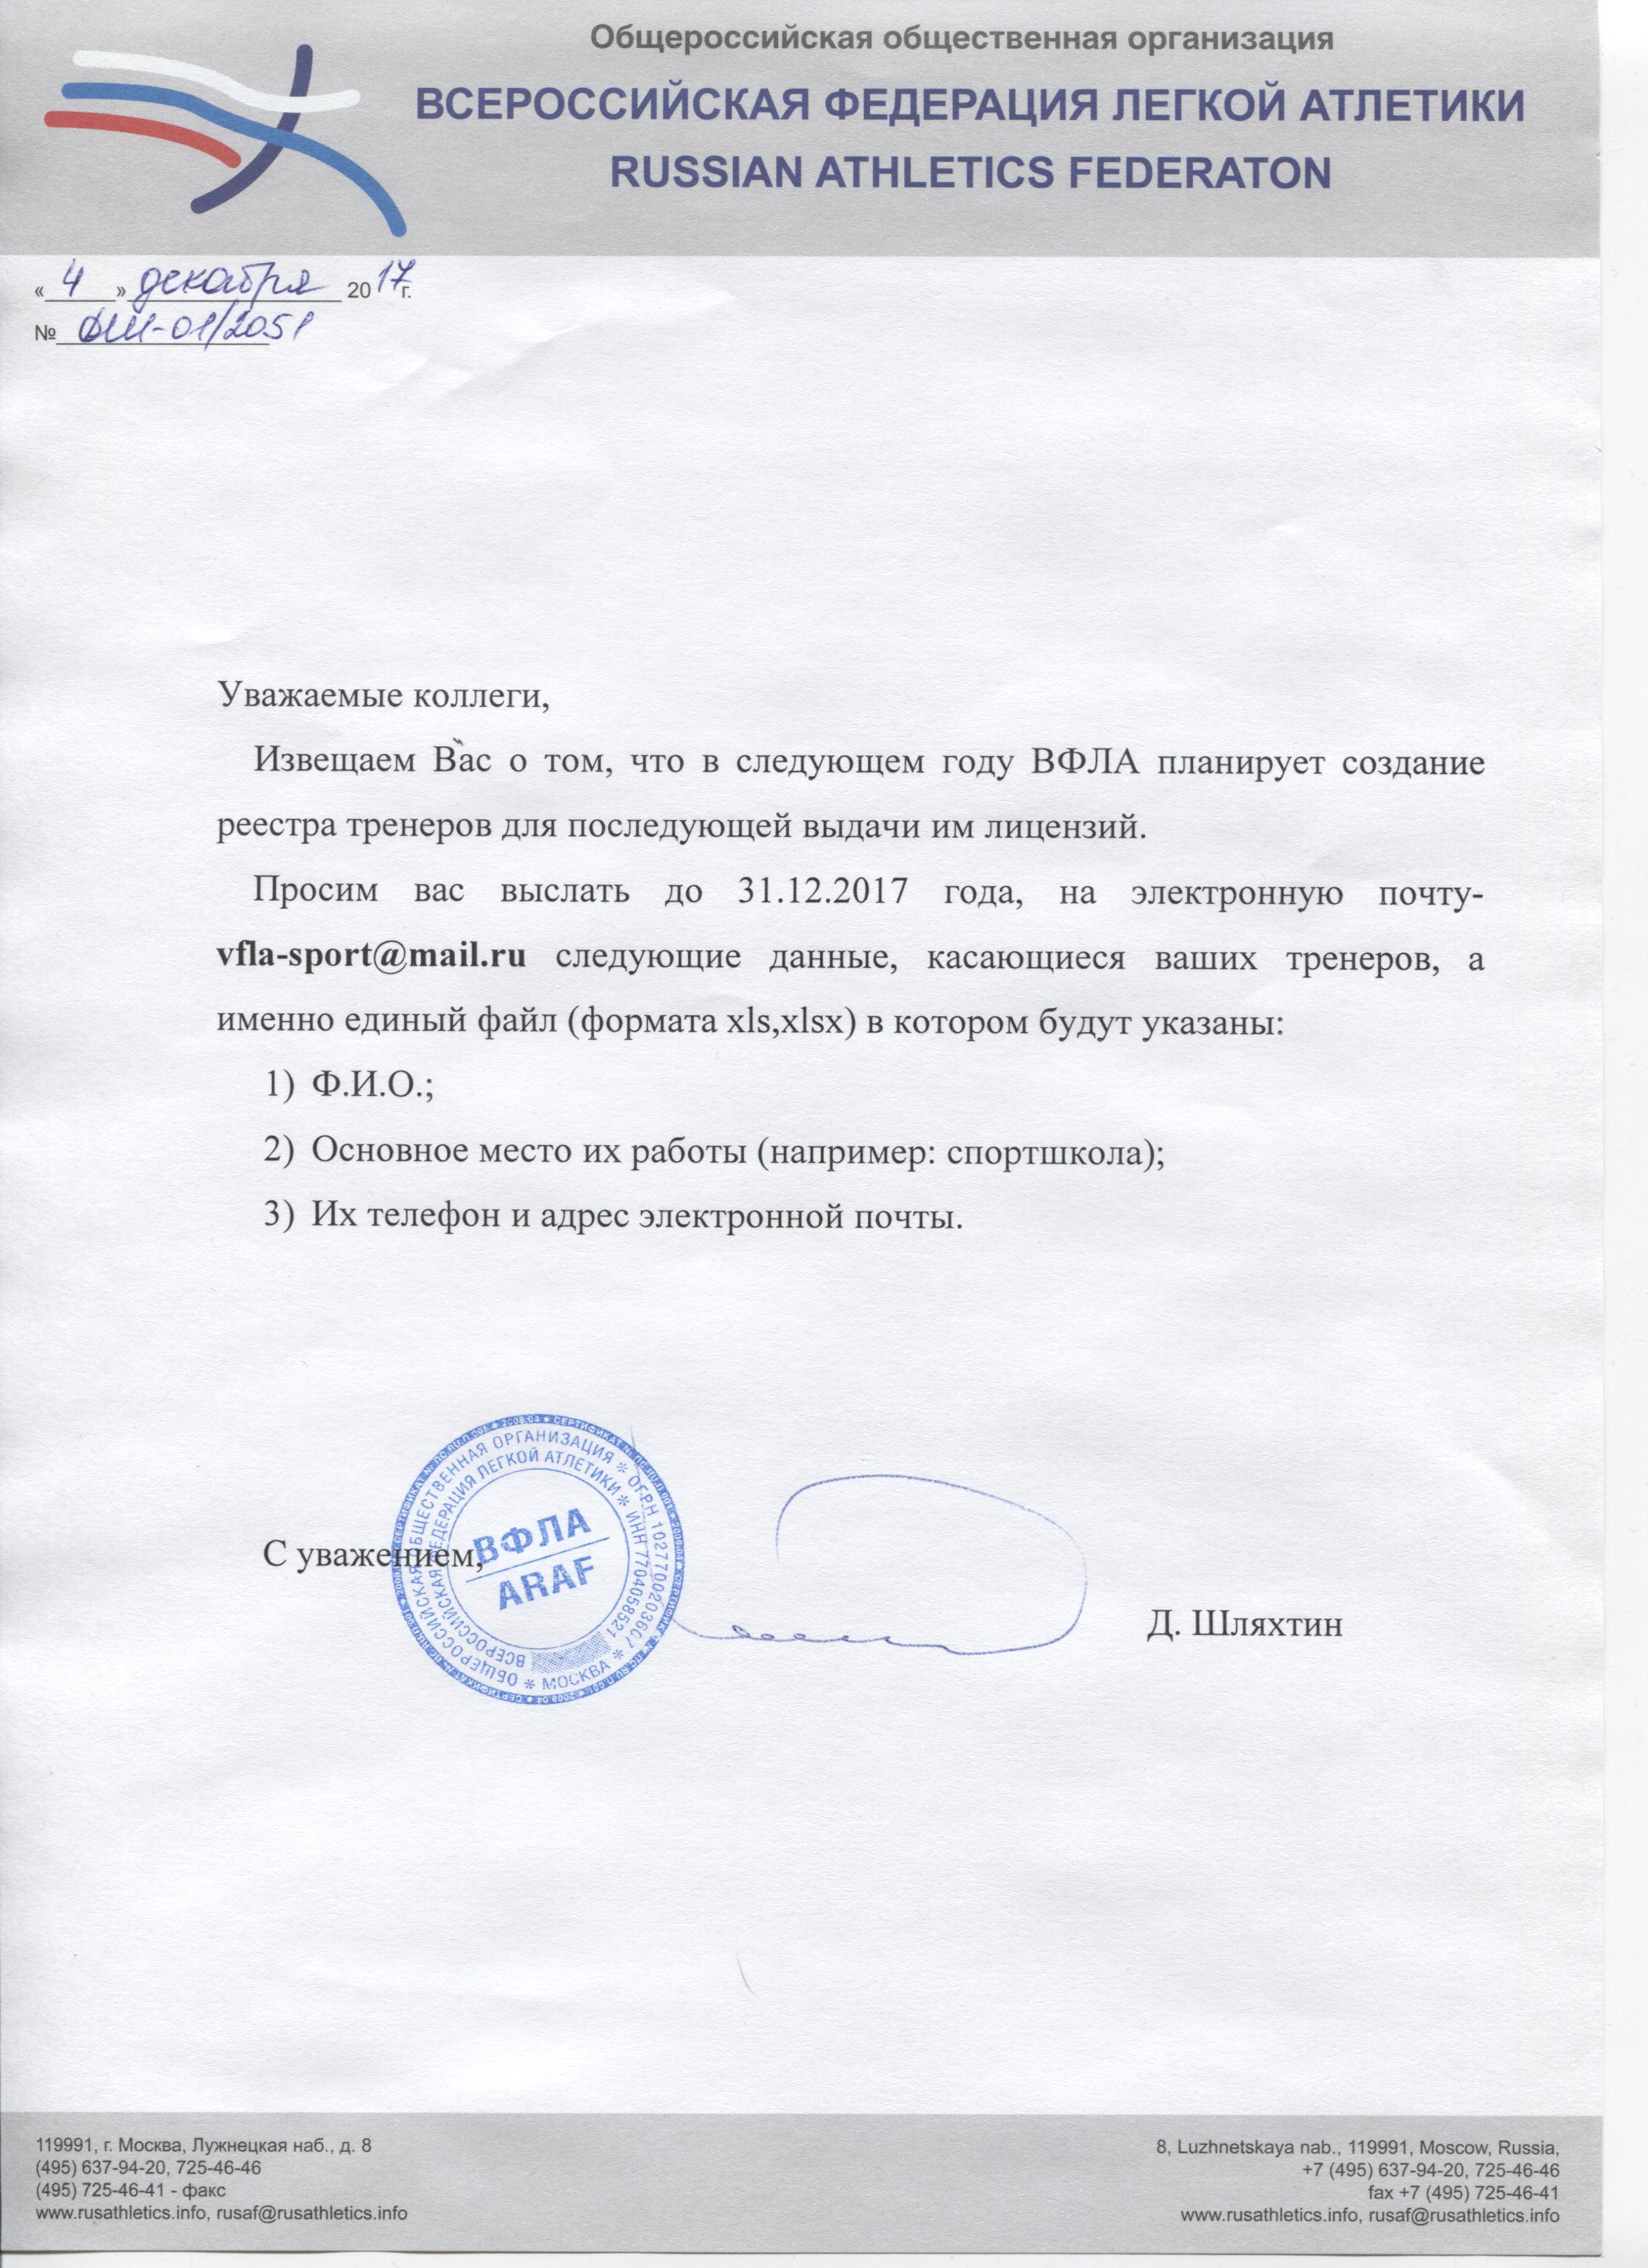 Общероссийская общественная организация
ВСЕРОССИЙСКАЯ ФЕДЕРАЦИЯ ЛЕГКОЙ АТЛЕТИКИ
RUSSIAN ATHLETICS FEDERATON
« 4 » декабря 2017г.
№ ДШ-01/2051
Уважаемые коллеги,
Извещаем Вас о том, что в следующем году ВФЛА планирует создание
реестра тренеров для последующей выдачи им лицензий.
Просим вас выслать до 31.12.2017 года, на электронную почту-
vfla-sport@mail.ru следующие данные, касающиеся ваших тренеров, а
именно единый файл (формата xls,xlsx) в котором будут указаны:
1) Ф.И.О.;
2) Основное место их работы (например: спортшкола);
3) Их телефон и адрес электронной почты.
С уважением,
ОБЩЕРОССИЙСКАЯ ОБЩЕСТВЕННАЯ ОРГАНИЗАЦИЯ * ОГРН 1027700203607 * МОСКВА *
ВСЕРОССИЙСКАЯ ФЕДЕРАЦИЯ ЛЕГКОЙ АТЛЕТИКИ * ИНН 7704058521
ВФЛА
ARAF
Д. Шляхтин
119991, г. Москва, Лужнецкая наб., д. 8
(495) 637-94-20, 725-46-46
(495) 725-46-41 - факс
www.rusathletics.info, rusaf@rusathletics.info
8, Luzhnetskaya nab., 119991, Moscow, Russia,
+7 (495) 637-94-20, 725-46-46
fax +7 (495) 725-46-41
www.rusathletics.info, rusaf@rusathletics.info